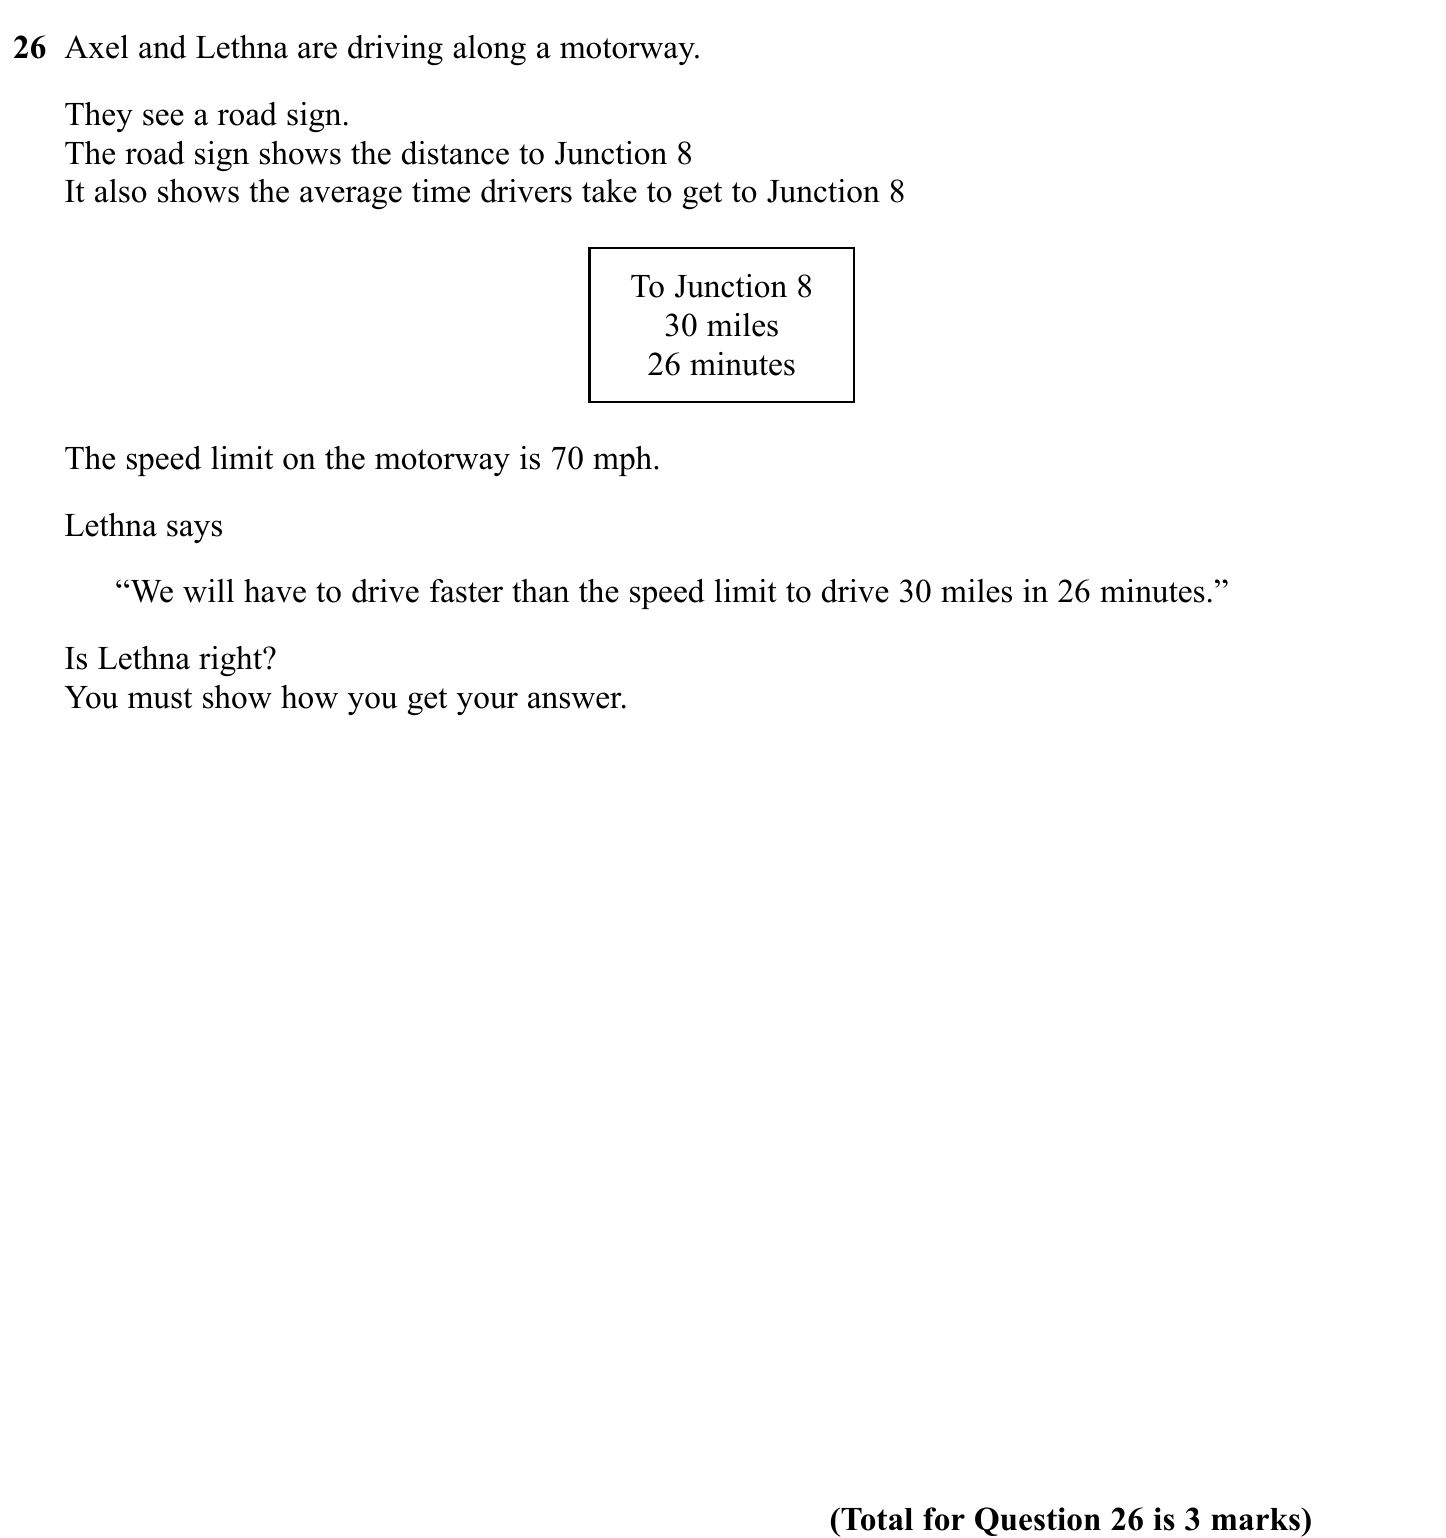 26 Axel and Lethna are driving along a motorway.
They see a road sign.
The road sign shows the distance to Junction 8
It also shows the average time drivers take to get to Junction 8
To Junction 8
30 miles
26 minutes
The speed limit on the motorway is 70 mph.
Lethna says
“We will have to drive faster than the speed limit to drive 30 miles in 26 minutes.”
Is Lethna right?
You must show how you get your answer.
(Total for Question 26 is 3 marks)